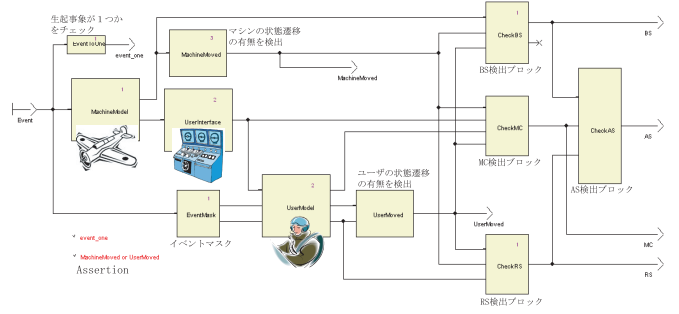 生起事象が１つか
をチェック
1
EventToOne
event_one
3
MachineMoved
マシンの状態遷移
の有無を検出
MachineMoved
1
CheckBS
BS検出ブロック
BS
Event
1
MachineModel
2
UserInterface
CheckMC
MC検出ブロック
CheckAS
AS検出ブロック
AS
1
EventMask
イベントマスク
2
UserModel
ユーザの状態遷移
の有無を検出
UserMoved
UserMoved
1
CheckRS
RS検出ブロック
MC
RS
event_one
MachineMoved or UserMoved
Assertion